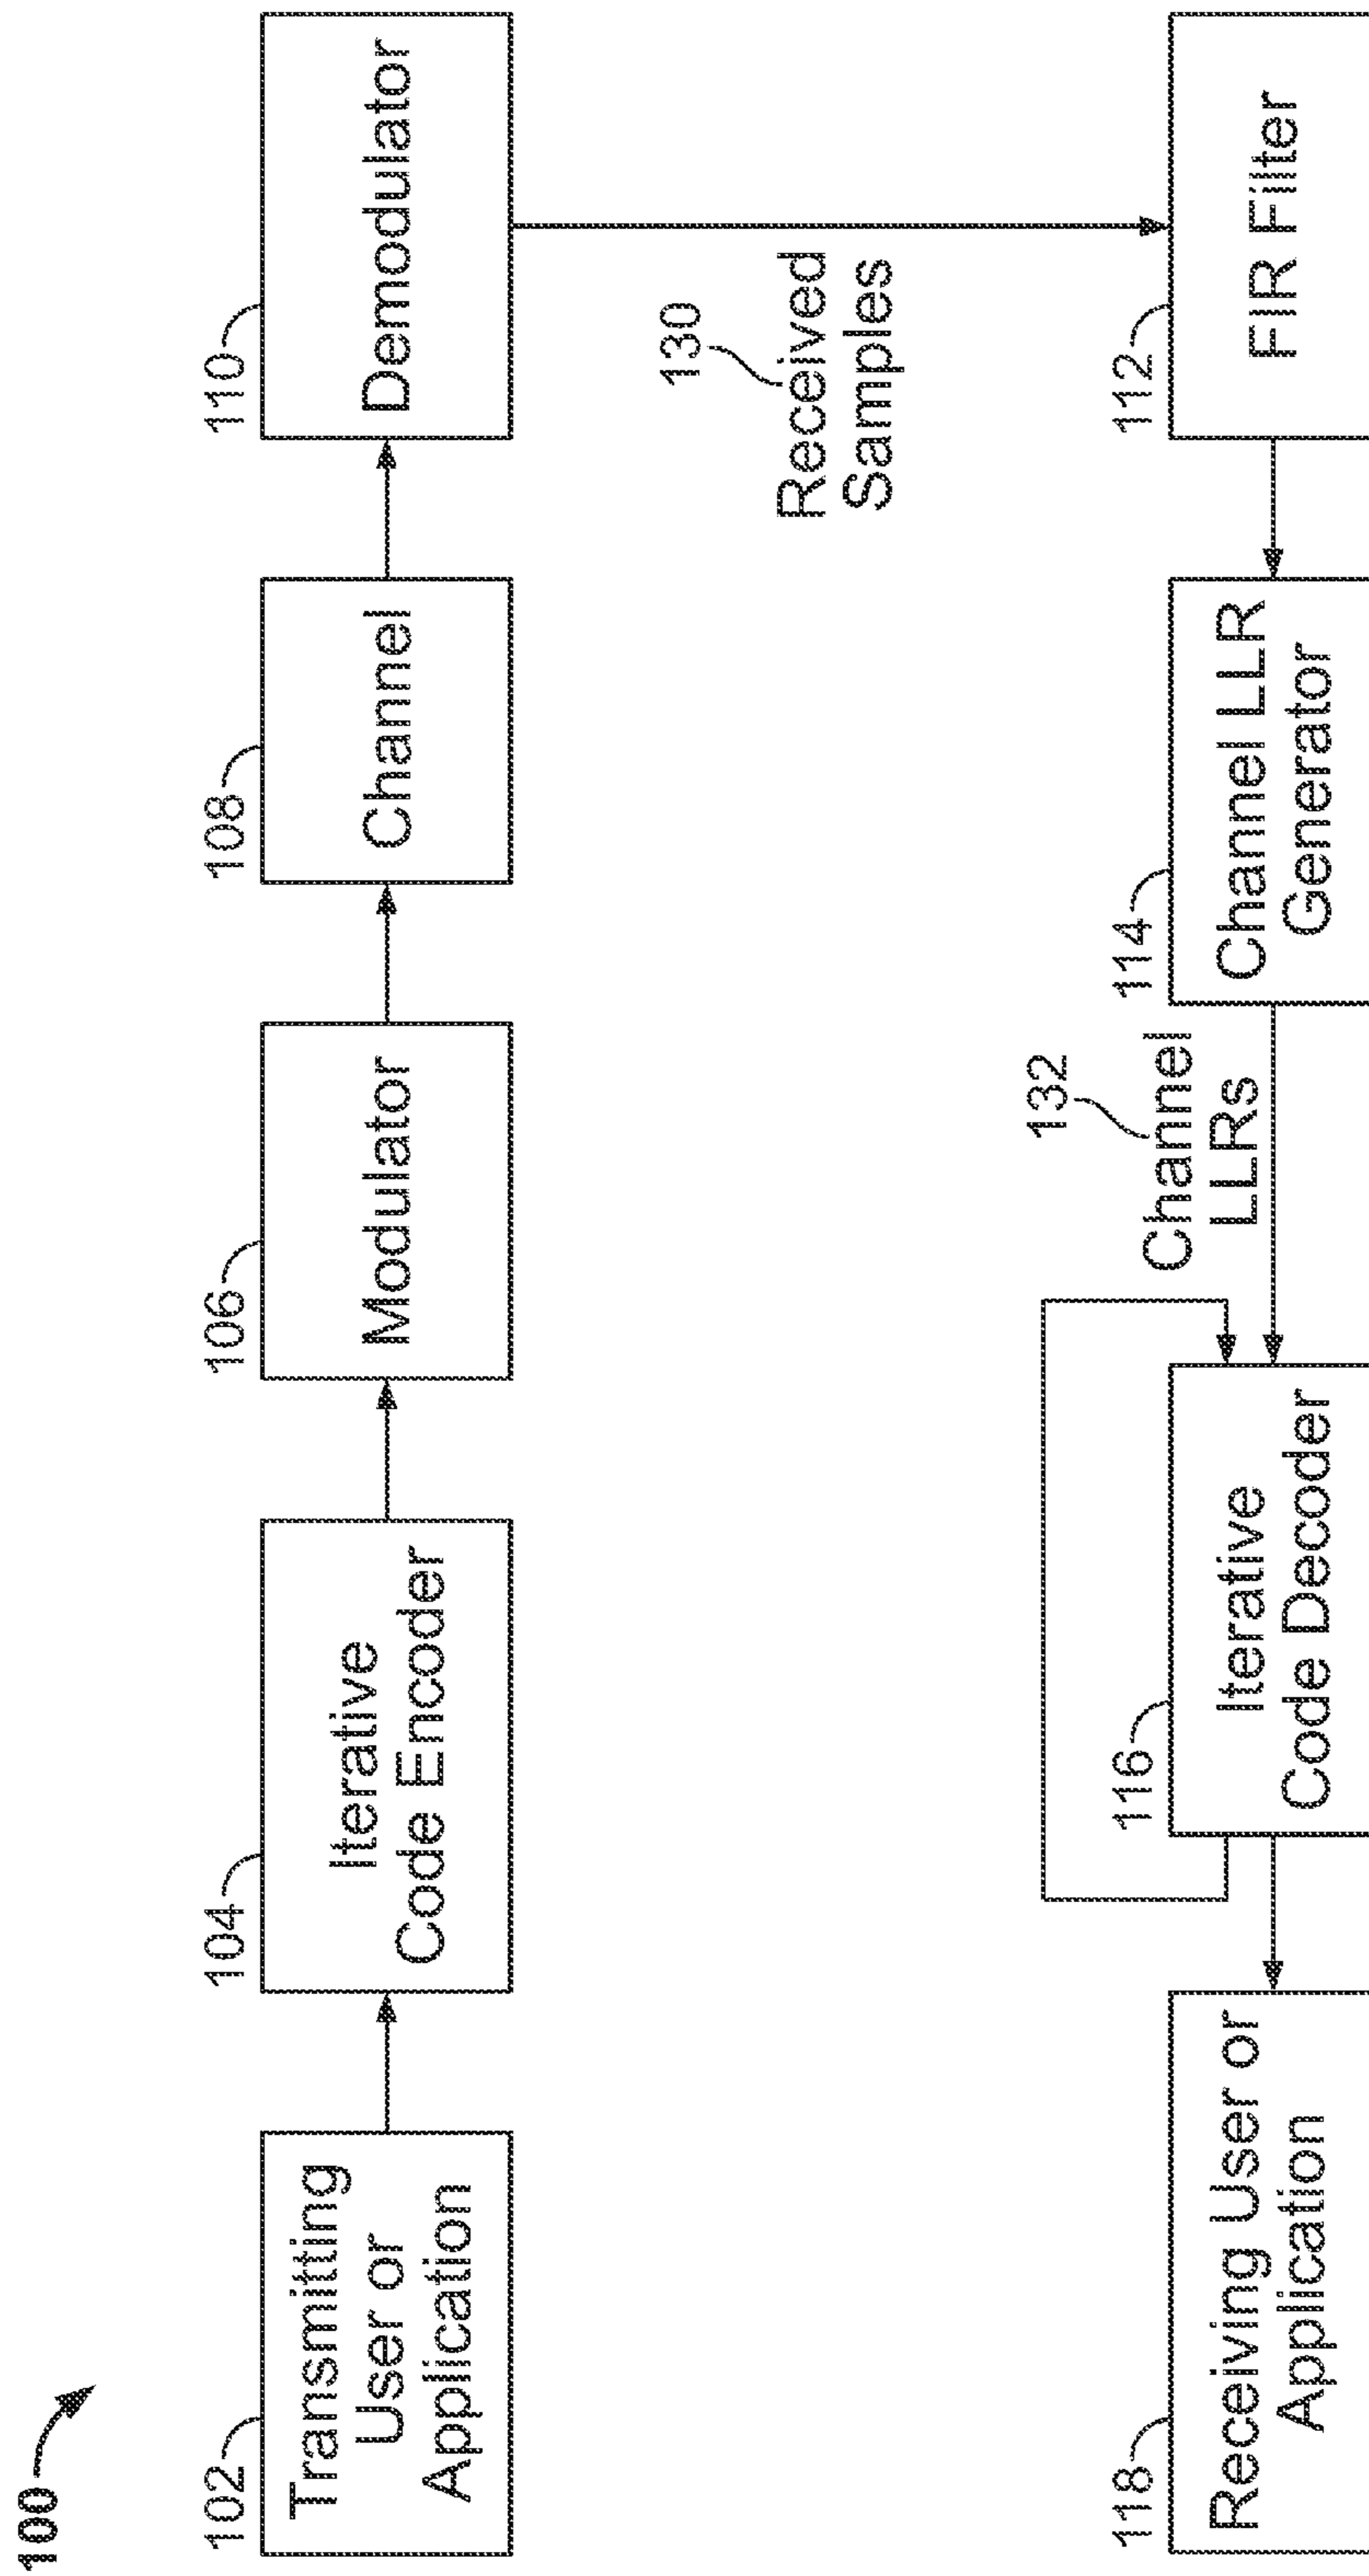 100
102
Transmitting
User or
Application
104
Iterative
Code Encoder
106
Modulator
108
Channel
110
Demodulator
130
Received
Samples
112
FIR Filter
114
Channel LLR
Generator
132
Channel
LLRs
116
Iterative
Code Decoder
118
Receiving User or
Application